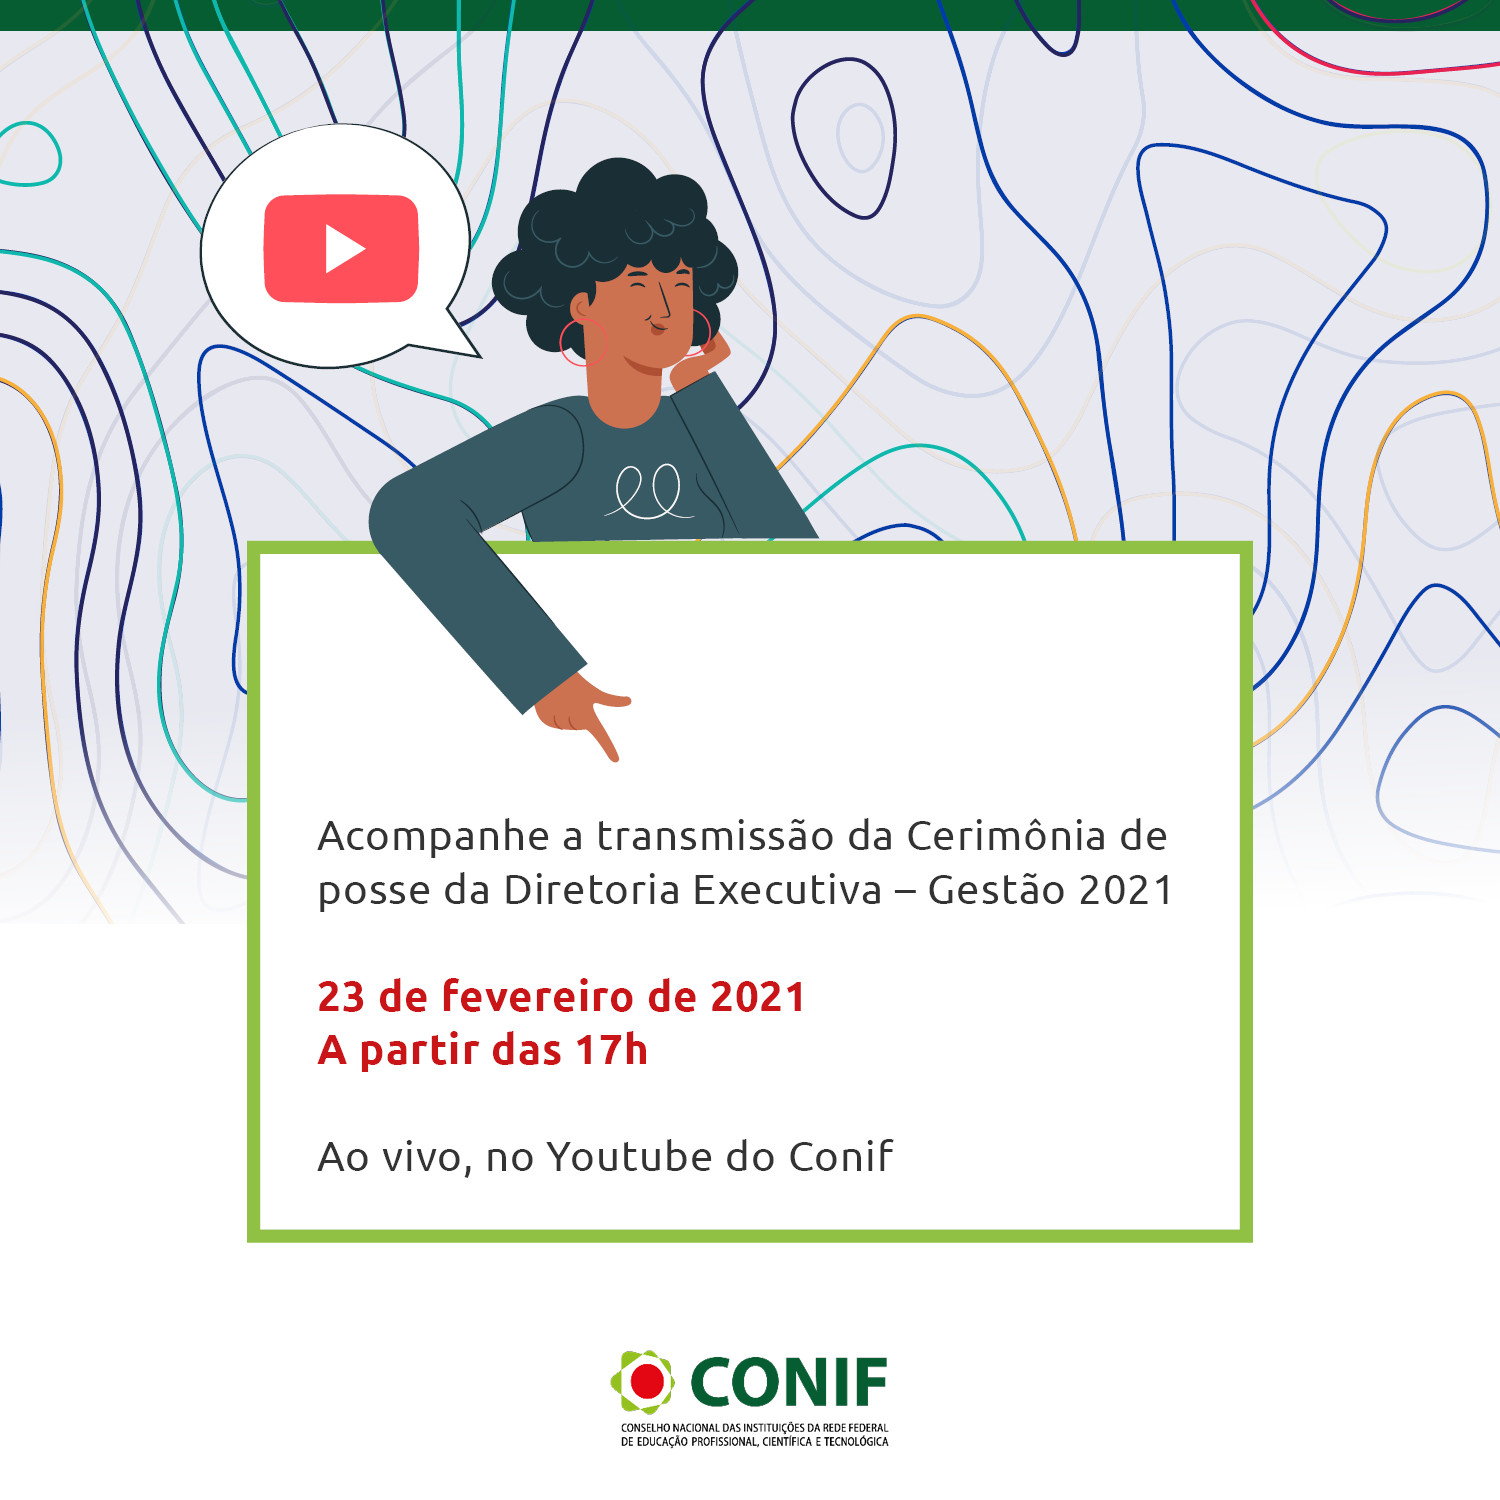 Acompanhe a transmissão da Cerimônia de
posse da Diretoria Executiva – Gestão 2021
23 de fevereiro de 2021
A partir das 17h
Ao vivo, no Youtube do Conif
CONIF
CONSELHO NACIONAL DAS INSTITUIÇÕES DA REDE FEDERAL
DE EDUCAÇÃO PROFISSIONAL, CIENTÍFICA E TECNOLÓGICA